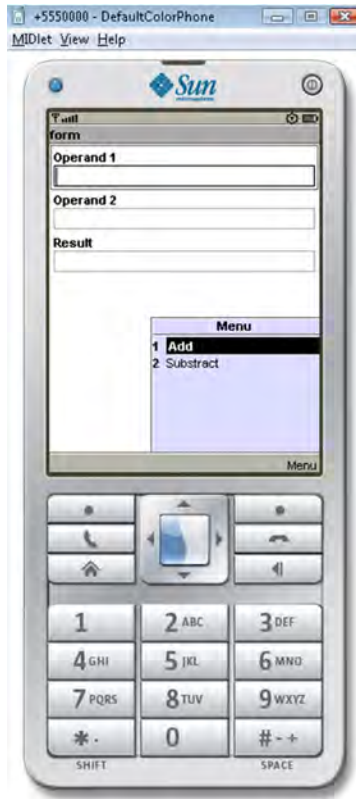 +5550000 - DefaultColorPhone
MIDlet View Help
Sun
form
Operand 1
Operand 2
Result
Menu
1 Add
2 Substract
Menu
1
2 ABC
3 DEF
4 GHI
5 JKL
6 MNO
7 PQRS
8 TUV
9 WXYZ
* .
0
# - +
SHIFT
SPACE